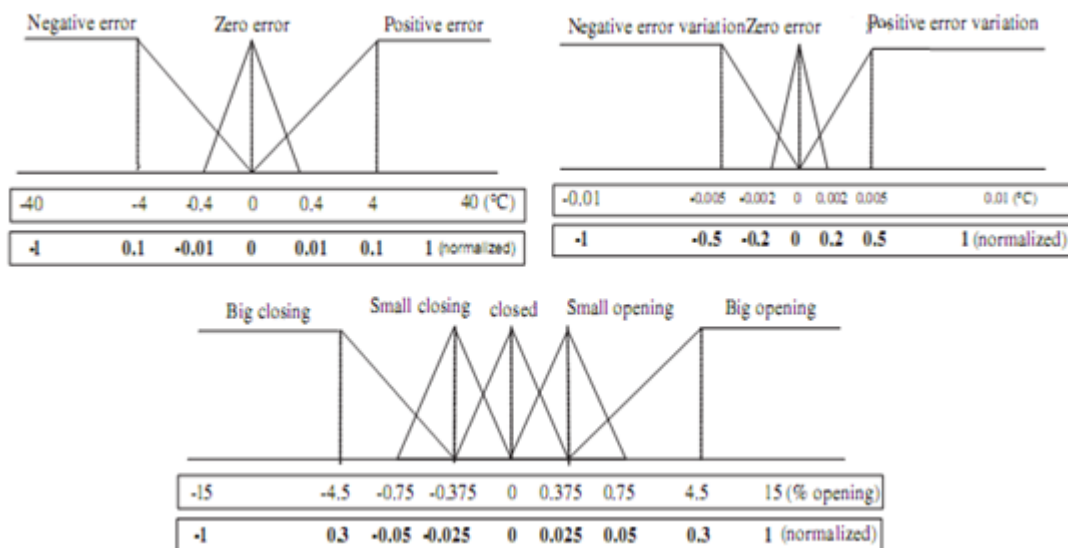 Negative error Zero error Positive error
-40 -4 -0,4 0 0,4 4 40 (°C)
-1 0.1 -0.01 0 0.01 0.1 1 (normalized)
Negative error variation Zero error Positive error variation
-0,01 -0.005 -0.002 0 0.002 0.005 0.01 (°C)
-1 -0.5 -0.2 0 0.2 0.5 1 (normalized)
Big closing Small closing closed Small opening Big opening
-15 -4.5 -0.75 -0.375 0 0.375 0.75 4.5 15 (% opening)
-1 0.3 -0.05 -0.025 0 0.025 0.05 0.3 1 (normalized)